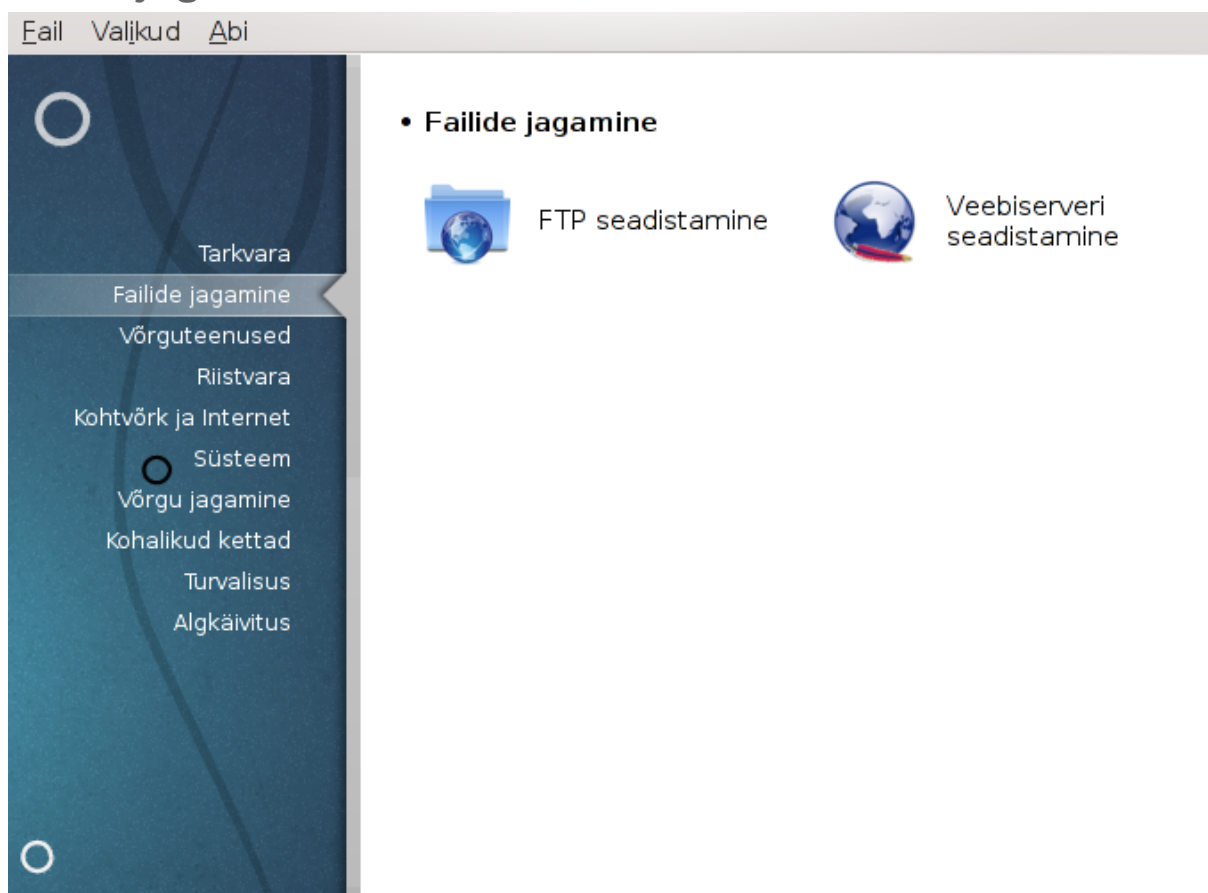 Fail Valikud Abi
Tarkvara
Failide jagamine
Võrguteenused
Riistvara
Kohtvõrk ja Internet
Süsteem
Võrgu jagamine
Kohalikud kettad
Turvalisus
Algkäivitus
• Failide jagamine
FTP seadistamine
Veebiserveri
seadistamine